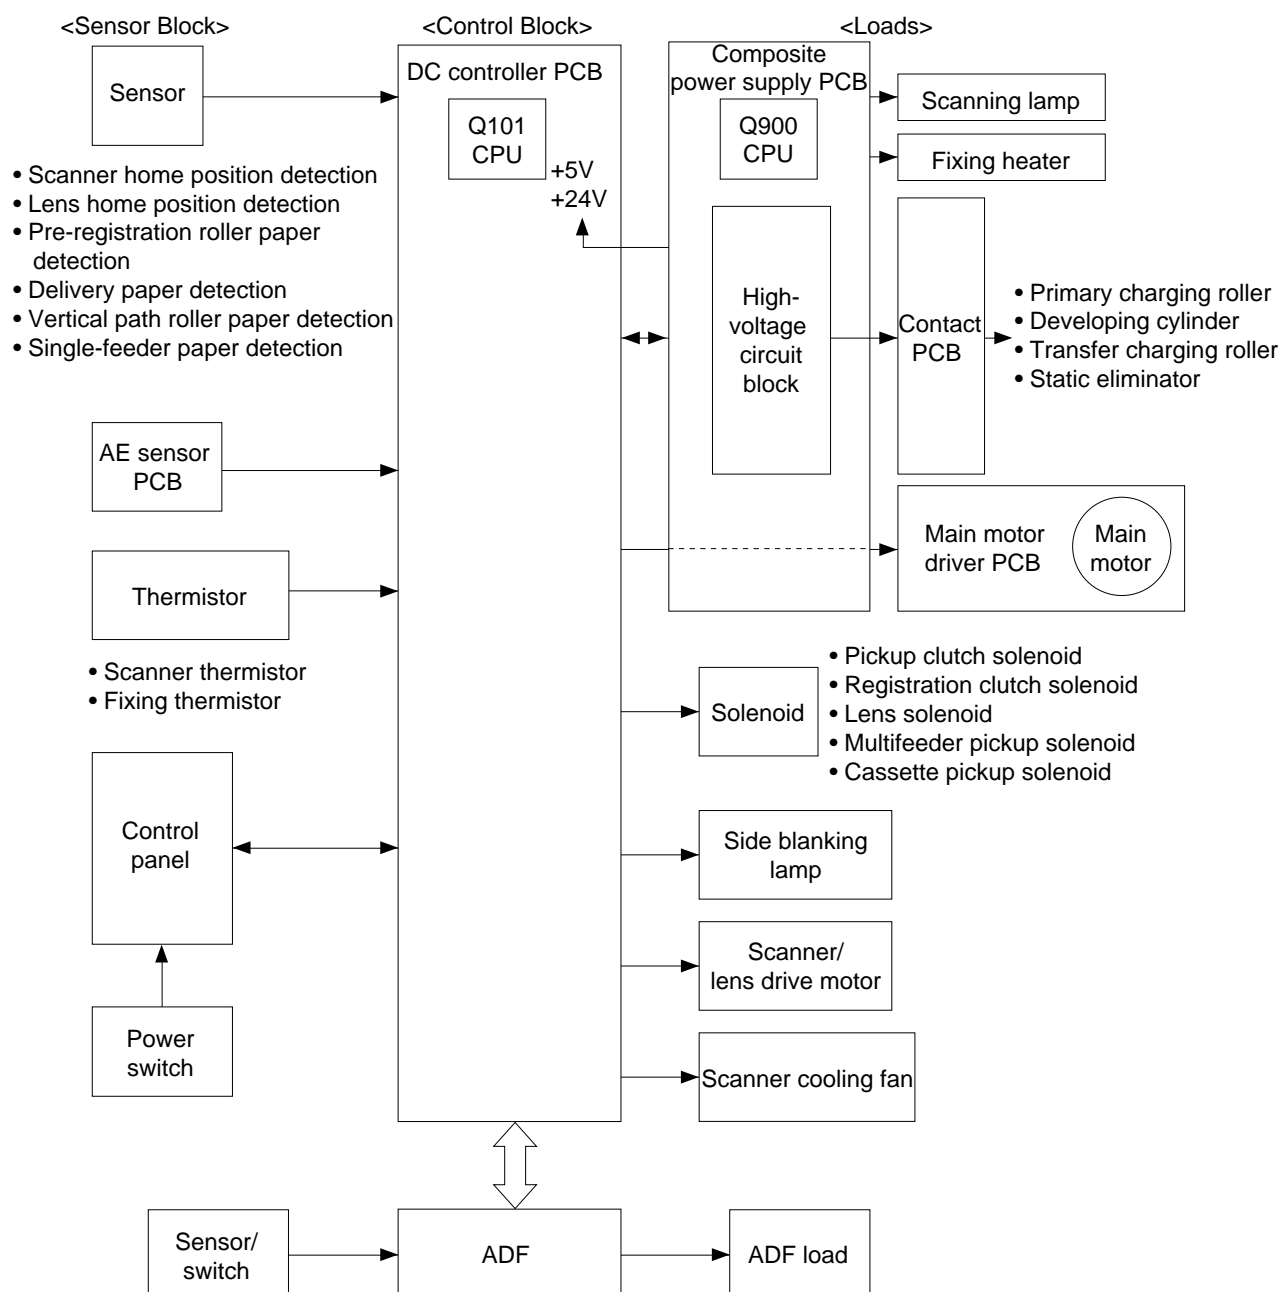 <Sensor Block>
<Control Block>
<Loads>
Sensor
• Scanner home position detection
• Lens home position detection
• Pre-registration roller paper
detection
• Delivery paper detection
• Vertical path roller paper detection
• Single-feeder paper detection
AE sensor
PCB
Thermistor
• Scanner thermistor
• Fixing thermistor
Control
panel
Power
switch
DC controller PCB
Q101
CPU
+5V
+24V
Composite
power supply PCB
Q900
CPU
High-
voltage
circuit
block
Scanning lamp
Fixing heater
Contact
PCB
• Primary charging roller
• Developing cylinder
• Transfer charging roller
• Static eliminator
Main motor
driver PCB
Main
motor
Solenoid
• Pickup clutch solenoid
• Registration clutch solenoid
• Lens solenoid
• Multifeeder pickup solenoid
• Cassette pickup solenoid
Side blanking
lamp
Scanner/
lens drive motor
Scanner cooling fan
Sensor/
switch
ADF
ADF load